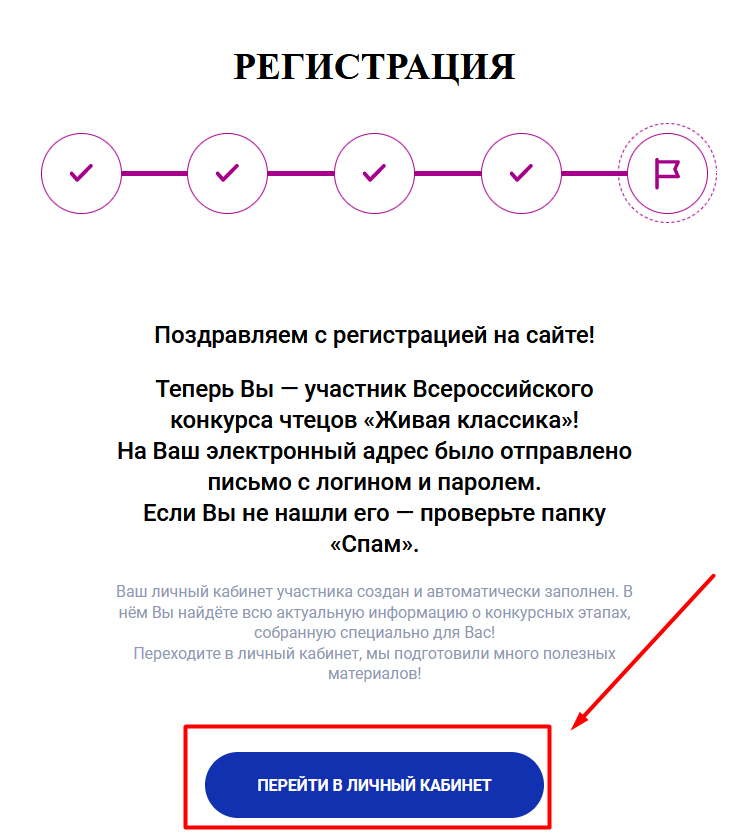 РЕГИСТРАЦИЯ
Поздравляем с регистрацией на сайте!
Теперь Вы — участник Всероссийского
конкурса чтецов «Живая классика»!
На Ваш электронный адрес было отправлено
письмо с логином и паролем.
Если Вы не нашли его — проверьте папку
«Спам».
Ваш личный кабинет участника создан и автоматически заполнен. В
нём Вы найдёте всю актуальную информацию о конкурсных этапах,
собранную специально для Вас!
Переходите в личный кабинет, мы подготовили много полезных
материалов!
ПЕРЕЙТИ В ЛИЧНЫЙ КАБИНЕТ